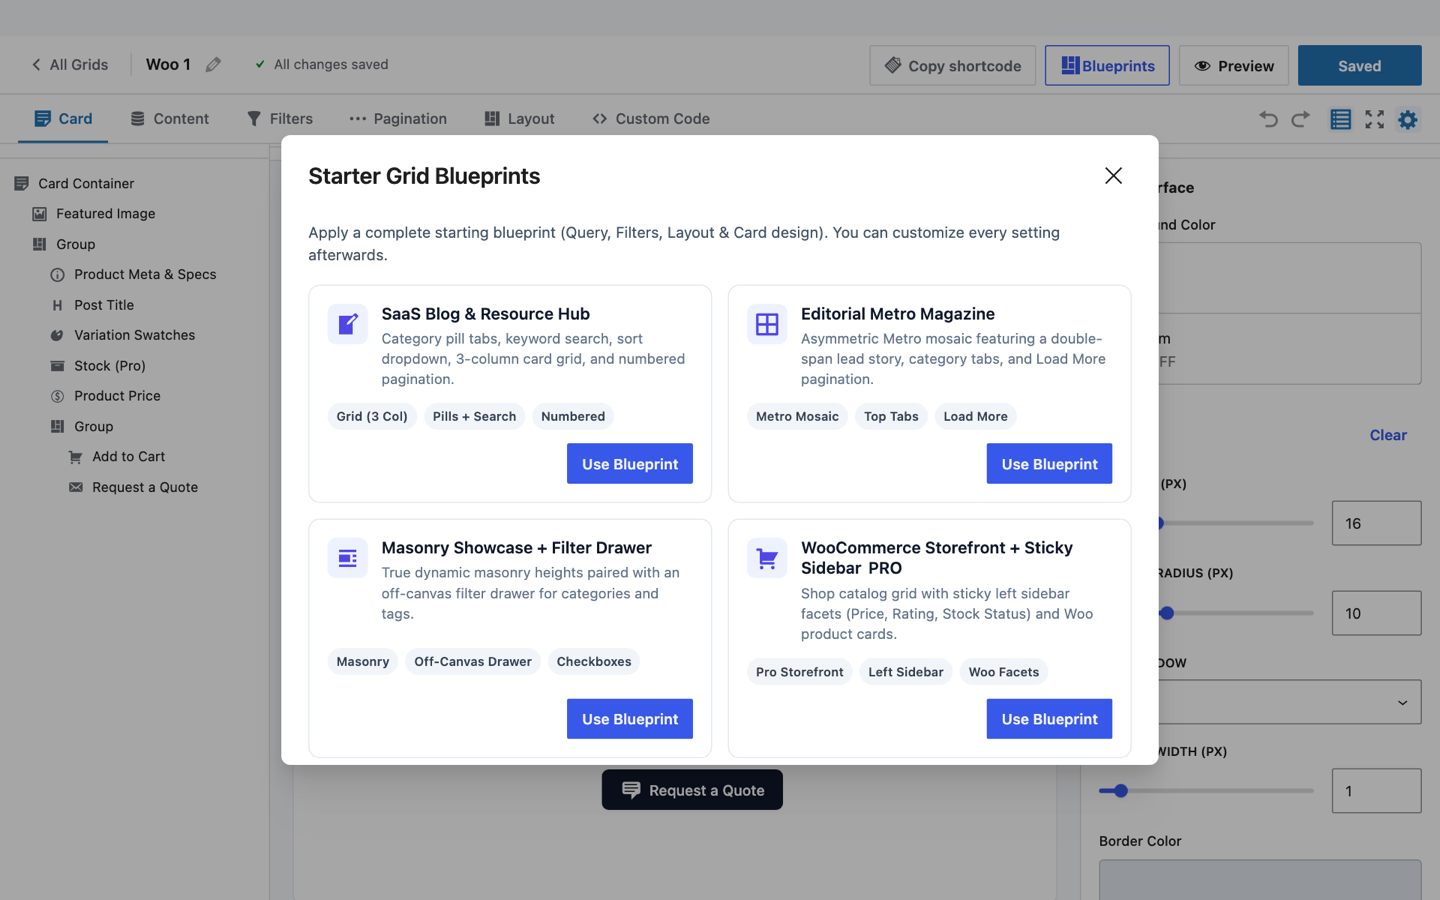 All Grids
Woo 1
All changes saved
Copy shortcode
Blueprints
Preview
Saved
Card
Content
Filters
Pagination
Layout
Custom Code
Card Container
Featured Image
Group
Product Meta & Specs
Post Title
Variation Swatches
Stock (Pro)
Product Price
Group
Add to Cart
Request a Quote
Starter Grid Blueprints
Apply a complete starting blueprint (Query, Filters, Layout & Card design). You can customize every setting
afterwards.
SaaS Blog & Resource Hub
Category pill tabs, keyword search, sort
dropdown, 3-column card grid, and numbered
pagination.
Grid (3 Col)
Pills + Search
Numbered
Use Blueprint
Editorial Metro Magazine
Asymmetric Metro mosaic featuring a double-
span lead story, category tabs, and Load More
pagination.
Metro Mosaic
Top Tabs
Load More
Use Blueprint
Masonry Showcase + Filter Drawer
True dynamic masonry heights paired with an
off-canvas filter drawer for categories and
tags.
Masonry
Off-Canvas Drawer
Checkboxes
Use Blueprint
WooCommerce Storefront + Sticky
Sidebar PRO
Shop catalog grid with sticky left sidebar
facets (Price, Rating, Stock Status) and Woo
product cards.
Pro Storefront
Left Sidebar
Woo Facets
Use Blueprint
Request a Quote
rface
nd Color
m
FF
Clear
(PX)
16
RADIUS (PX)
10
DOW
WIDTH (PX)
1
Border Color